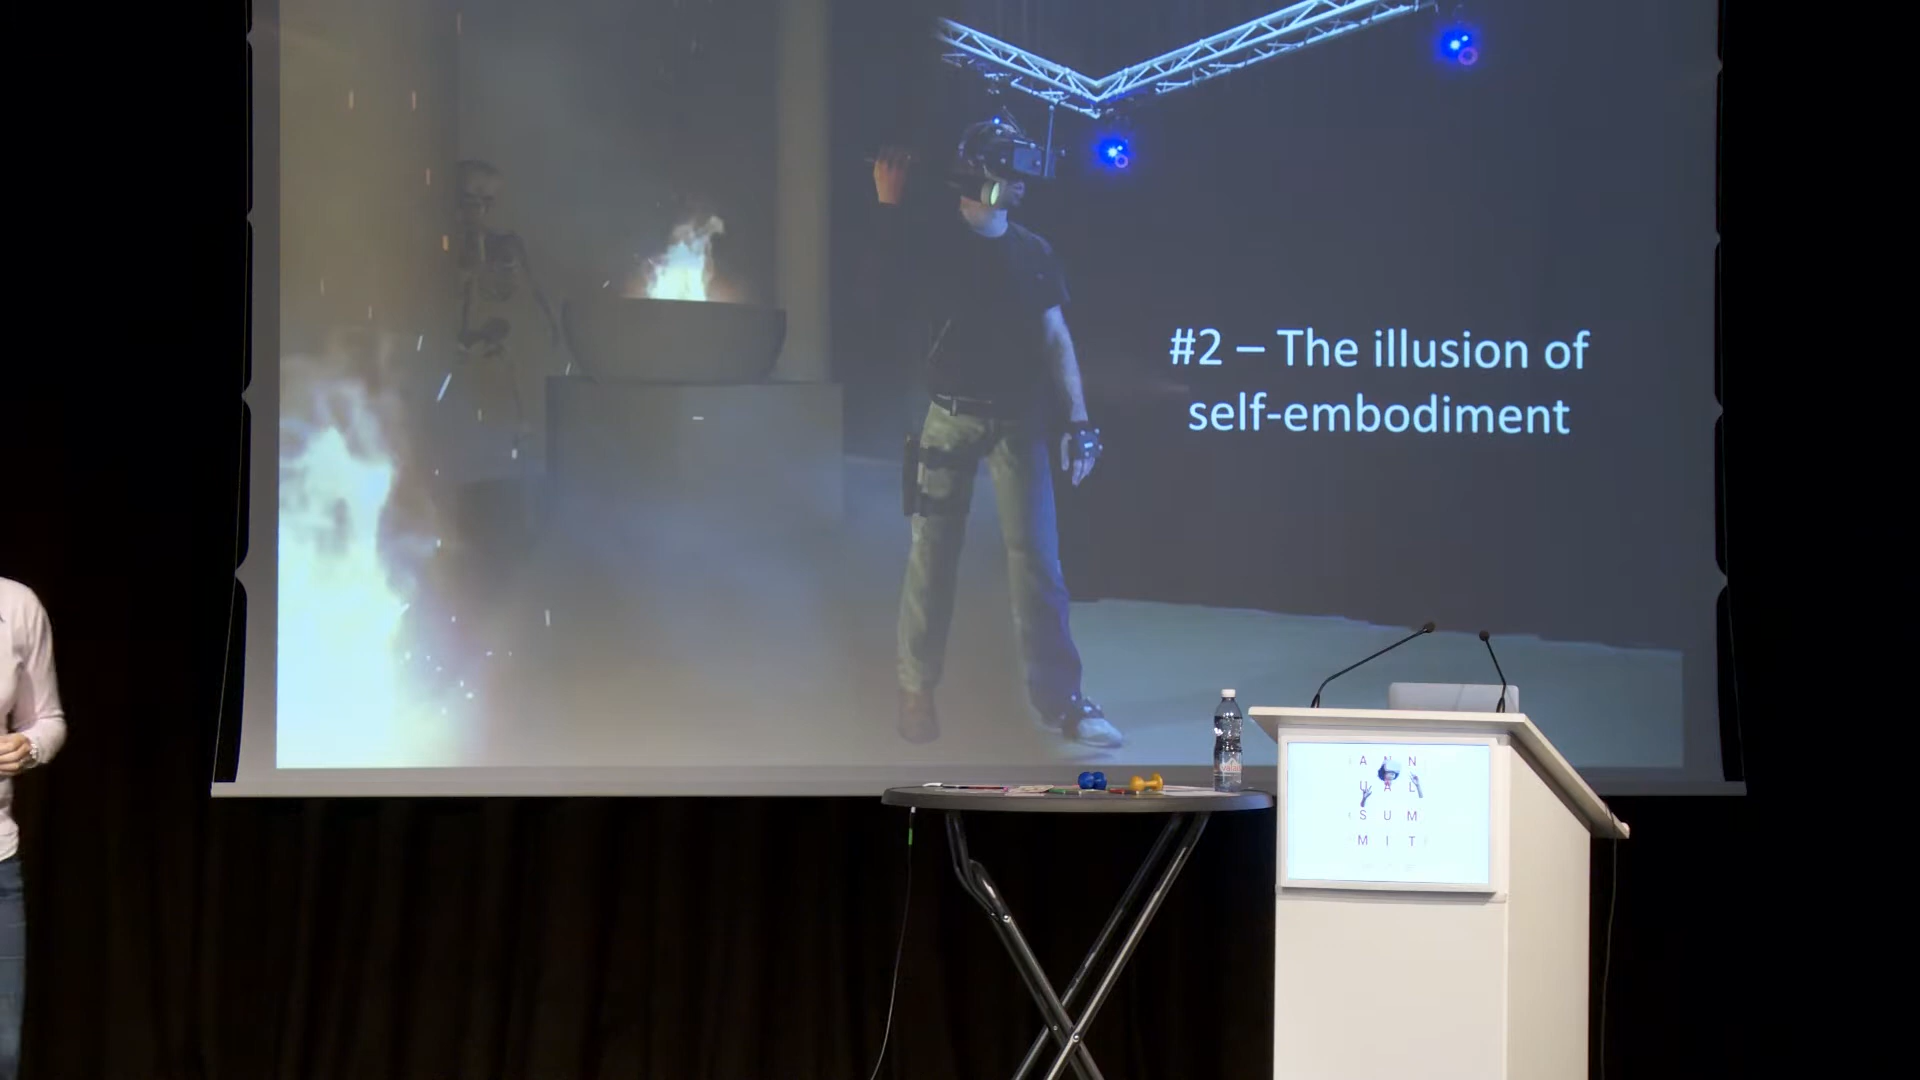 #2 – The illusion of
self-embodiment
A N N
U A L
S U M
M I T